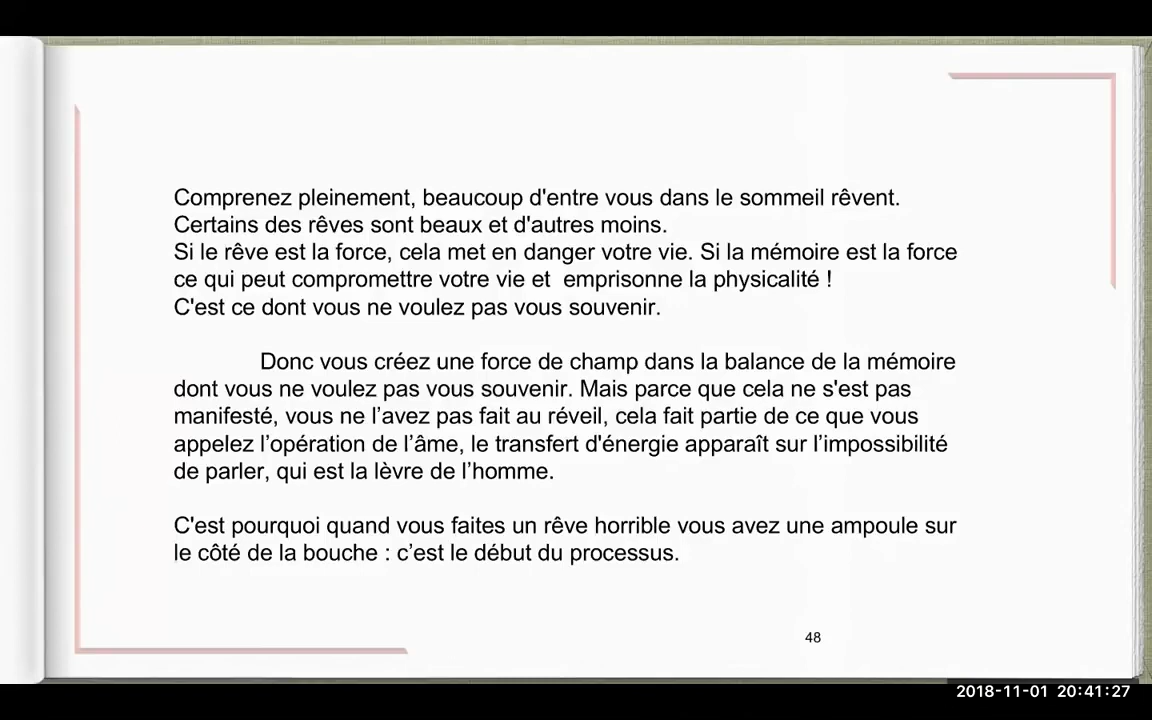 Comprenez pleinement, beaucoup d'entre vous dans le sommeil rêvent.
Certains des rêves sont beaux et d'autres moins.
Si le rêve est la force, cela met en danger votre vie. Si la mémoire est la force
ce qui peut compromettre votre vie et  emprisonne la physicalité !
C'est ce dont vous ne voulez pas vous souvenir.
Donc vous créez une force de champ dans la balance de la mémoire
dont vous ne voulez pas vous souvenir. Mais parce que cela ne s'est pas
manifesté, vous ne l’avez pas fait au réveil, cela fait partie de ce que vous
appelez l’opération de l’âme, le transfert d'énergie apparaît sur l’impossibilité
de parler, qui est la lèvre de l’homme.
C'est pourquoi quand vous faites un rêve horrible vous avez une ampoule sur
le côté de la bouche : c’est le début du processus.
48
2018-11-01 20:41:27